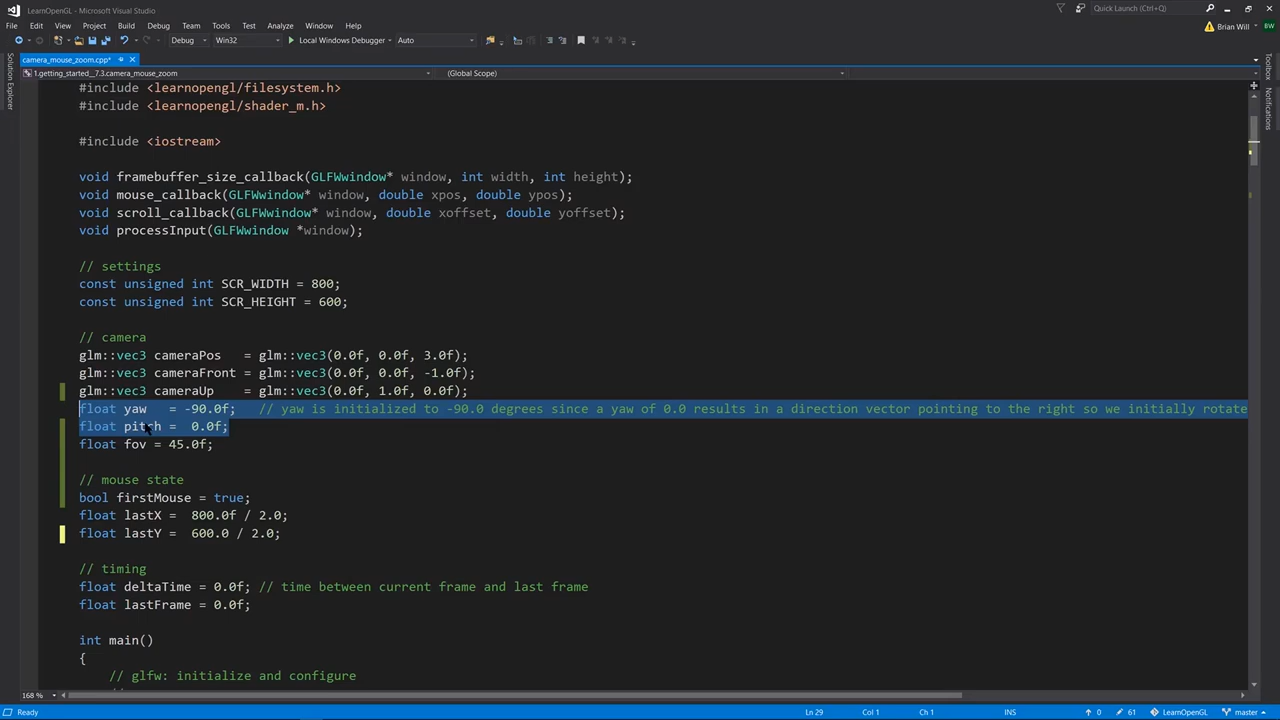 LearnOpenGL - Microsoft Visual Studio
Quick Launch (Ctrl+Q)
File Edit View Project Build Debug Team Tools Test Analyze Window Help
Brian Will BW
Debug Win32 Local Windows Debugger Auto
camera_mouse_zoom.cpp*
1.getting_started__7.3.camera_mouse_zoom (Global Scope)
Solution Explorer
Toolbox
Notifications
#include <learnopengl/filesystem.h>
#include <learnopengl/shader_m.h>
#include <iostream>
void framebuffer_size_callback(GLFWwindow* window, int width, int height);
void mouse_callback(GLFWwindow* window, double xpos, double ypos);
void scroll_callback(GLFWwindow* window, double xoffset, double yoffset);
void processInput(GLFWwindow *window);
// settings
const unsigned int SCR_WIDTH = 800;
const unsigned int SCR_HEIGHT = 600;
// camera
glm::vec3 cameraPos   = glm::vec3(0.0f, 0.0f, 3.0f);
glm::vec3 cameraFront = glm::vec3(0.0f, 0.0f, -1.0f);
glm::vec3 cameraUp    = glm::vec3(0.0f, 1.0f, 0.0f);
float yaw   = -90.0f;   // yaw is initialized to -90.0 degrees since a yaw of 0.0 results in a direction vector pointing to the right so we initially rotate
float pitch =  0.0f;
float fov = 45.0f;
// mouse state
bool firstMouse = true;
float lastX =  800.0f / 2.0;
float lastY =  600.0 / 2.0;
// timing
float deltaTime = 0.0f; // time between current frame and last frame
float lastFrame = 0.0f;
int main()
{
// glfw: initialize and configure
168 %
Ready Ln 29 Col 1 Ch 1 INS 0 61 LearnOpenGL master